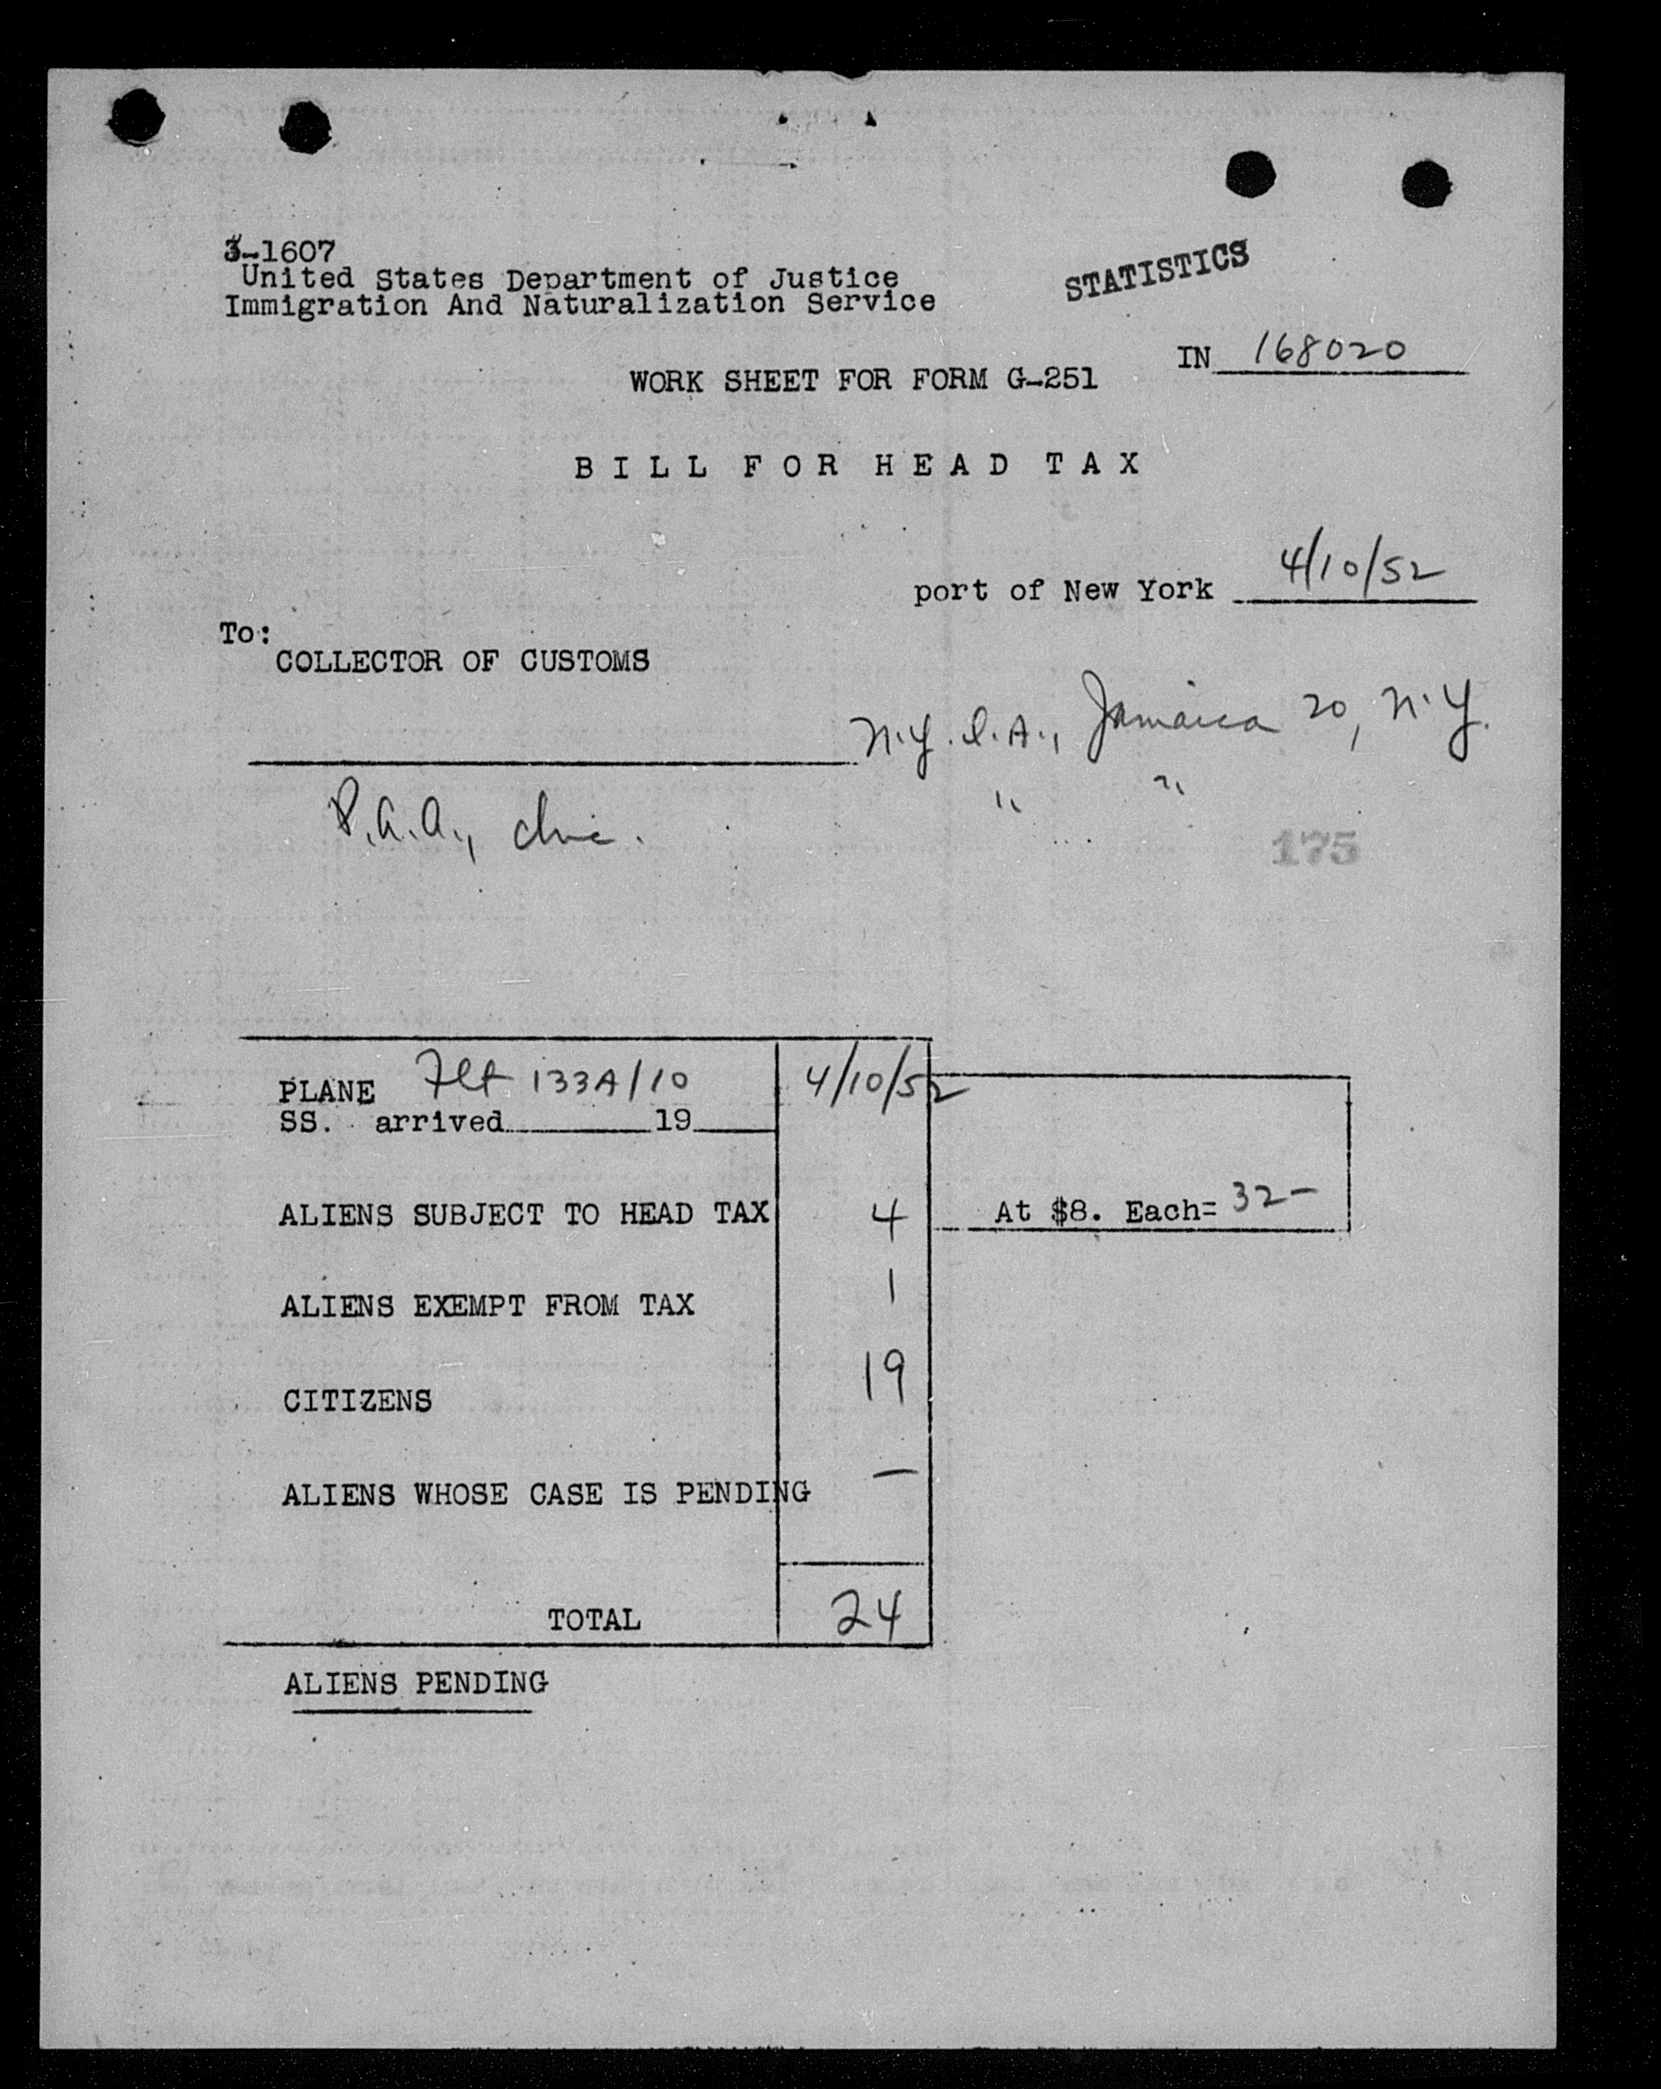 3-1607
United States Department of Justice
Immigration And Naturalization Service
STATISTICS
IN 168020
WORK SHEET FOR FORM G-251
BILL FOR HEAD TAX
port of New York 4/10/52
To:
COLLECTOR OF CUSTOMS
N.Y.I.A., Jamaica 20, N.Y.
P.A.A., Inc. " "
175
PLANE Flt 133A/10 4/10/52
SS. arrived 19
ALIENS SUBJECT TO HEAD TAX 4 At $8. Each= 32-
ALIENS EXEMPT FROM TAX 1
CITIZENS 19
ALIENS WHOSE CASE IS PENDING —
TOTAL 24
ALIENS PENDING